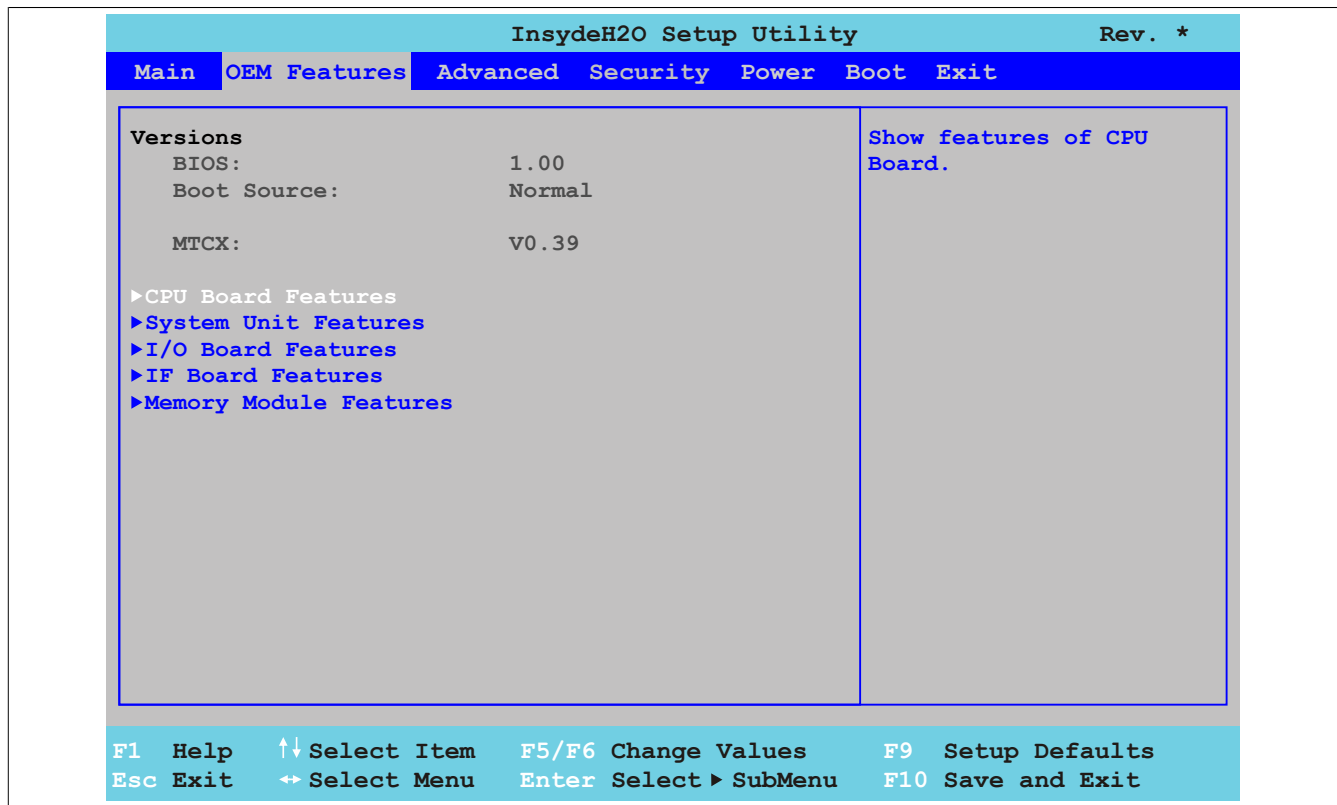 InsydeH2O Setup Utility Rev. *
Main OEM Features Advanced Security Power Boot Exit
Versions
BIOS: 1.00
Boot Source: Normal
MTCX: V0.39
▶CPU Board Features
▶System Unit Features
▶I/O Board Features
▶IF Board Features
▶Memory Module Features
Show features of CPU
Board.
F1 Help ↑↓ Select Item F5/F6 Change Values F9 Setup Defaults
Esc Exit ↔ Select Menu Enter Select ▶ SubMenu F10 Save and Exit